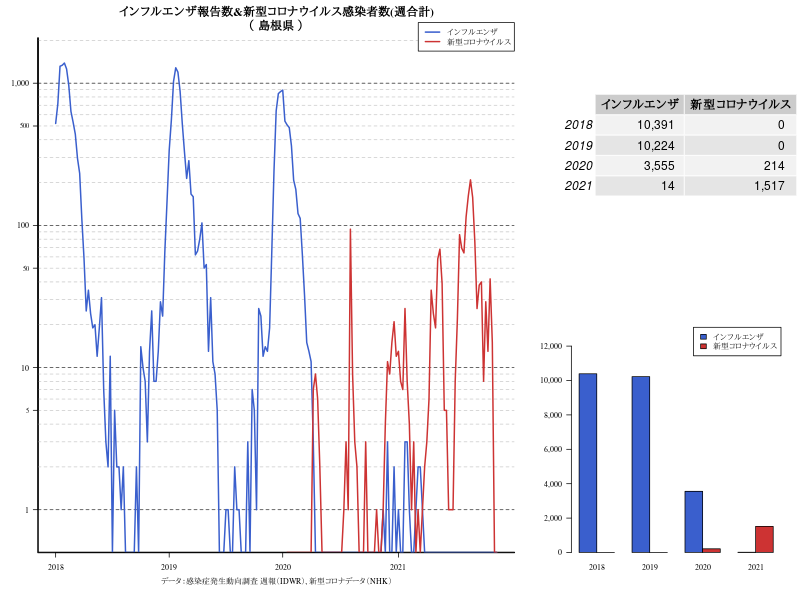 インフルエンザ報告数&新型コロナウイルス感染者数(週合計)
( 島根県 )
インフルエンザ
新型コロナウイルス
1,000
500
100
50
10
5
1
2018
2019
2020
2021
データ:感染症発生動向調査 週報(IDWR)、新型コロナデータ(NHK)
インフルエンザ 新型コロナウイルス
2018 10,391 0
2019 10,224 0
2020 3,555 214
2021 14 1,517
インフルエンザ
新型コロナウイルス
12,000
10,000
8,000
6,000
4,000
2,000
0
2018
2019
2020
2021